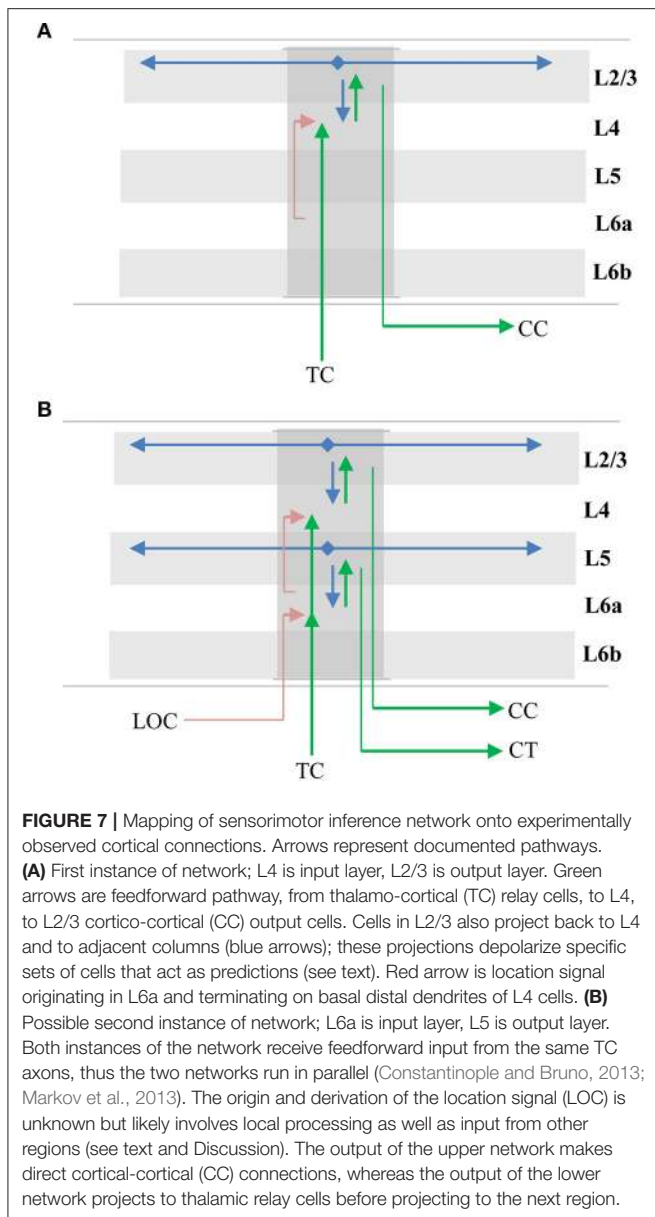 A
L2/3
L4
L5
L6a
L6b
CC
TC
B
L2/3
L4
L5
L6a
L6b
LOC
CC
CT
TC
FIGURE 7 | Mapping of sensorimotor inference network onto experimentally
observed cortical connections. Arrows represent documented pathways.
(A) First instance of network; L4 is input layer, L2/3 is output layer. Green
arrows are feedforward pathway, from thalamo-cortical (TC) relay cells, to L4,
to L2/3 cortico-cortical (CC) output cells. Cells in L2/3 also project back to L4
and to adjacent columns (blue arrows); these projections depolarize specific
sets of cells that act as predictions (see text). Red arrow is location signal
originating in L6a and terminating on basal distal dendrites of L4 cells. (B)
Possible second instance of network; L6a is input layer, L5 is output layer.
Both instances of the network receive feedforward input from the same TC
axons, thus the two networks run in parallel (Constantinople and Bruno, 2013;
Markov et al., 2013). The origin and derivation of the location signal (LOC) is
unknown but likely involves local processing as well as input from other
regions (see text and Discussion). The output of the upper network makes
direct cortical-cortical (CC) connections, whereas the output of the lower
network projects to thalamic relay cells before projecting to the next region.